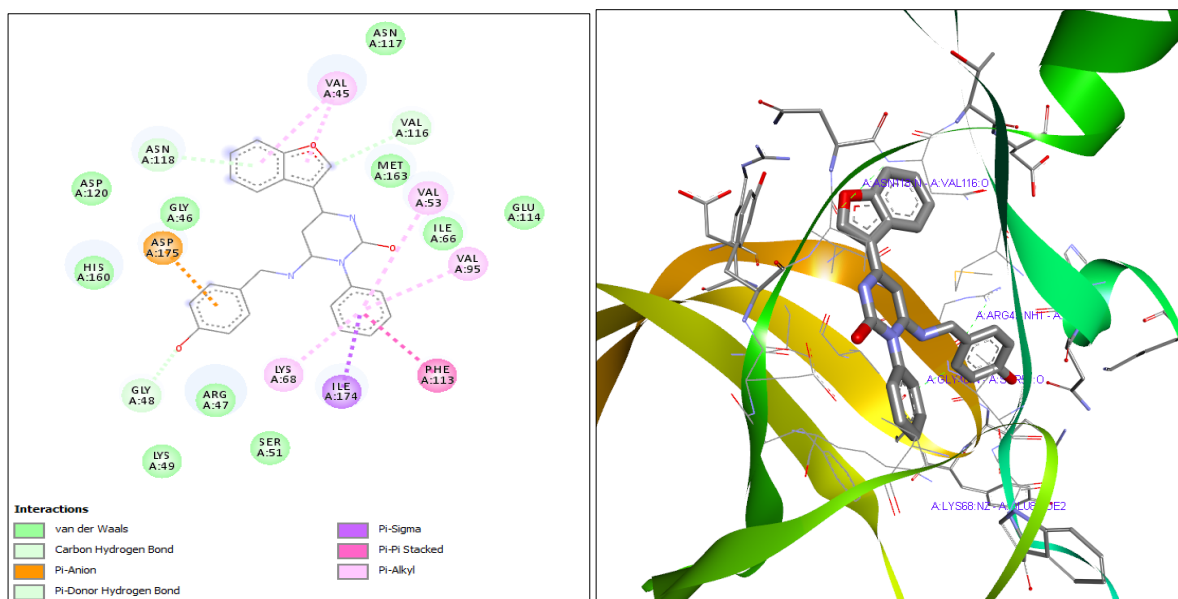 ASN
A:117
VAL
A:45
VAL
A:116
ASN
A:118
MET
A:163
ASP
A:120
VAL
A:53
GLY
A:46
GLU
A:114
ILE
A:66
ASP
A:175
VAL
A:95
HIS
A:160
LYS
A:68
PHE
A:113
ILE
A:174
GLY
A:48
ARG
A:47
SER
A:51
LYS
A:49
Interactions
van der Waals
Carbon Hydrogen Bond
Pi-Anion
Pi-Donor Hydrogen Bond
Pi-Sigma
Pi-Pi Stacked
Pi-Alkyl
A:VAL116:O
A:LYS68:NZ